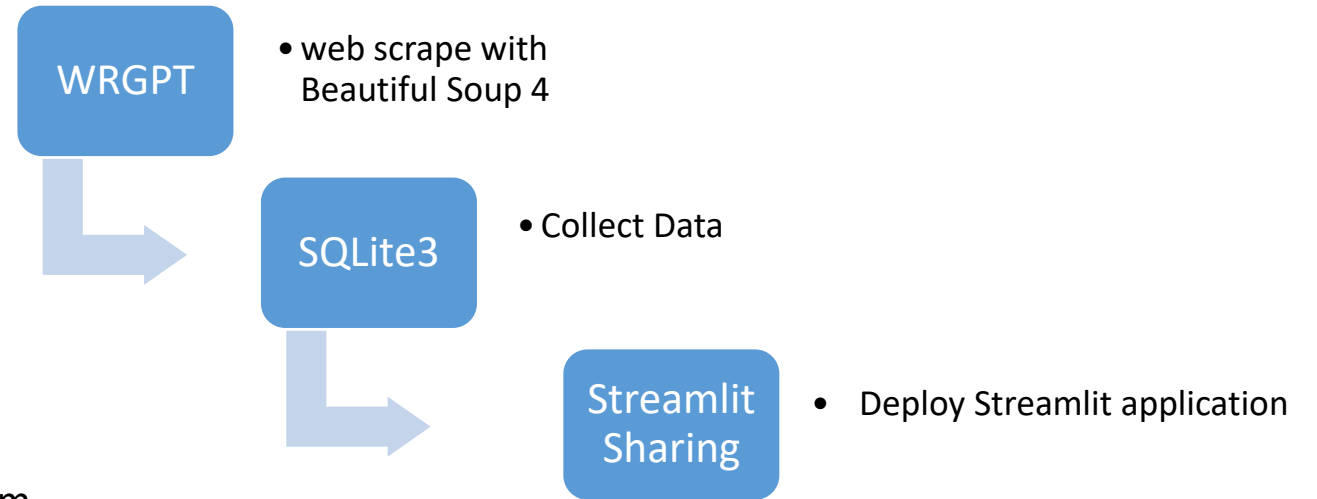 WRGPT
• web scrape with
Beautiful Soup 4
SQLite3
• Collect Data
Streamlit
Sharing
• Deploy Streamlit application